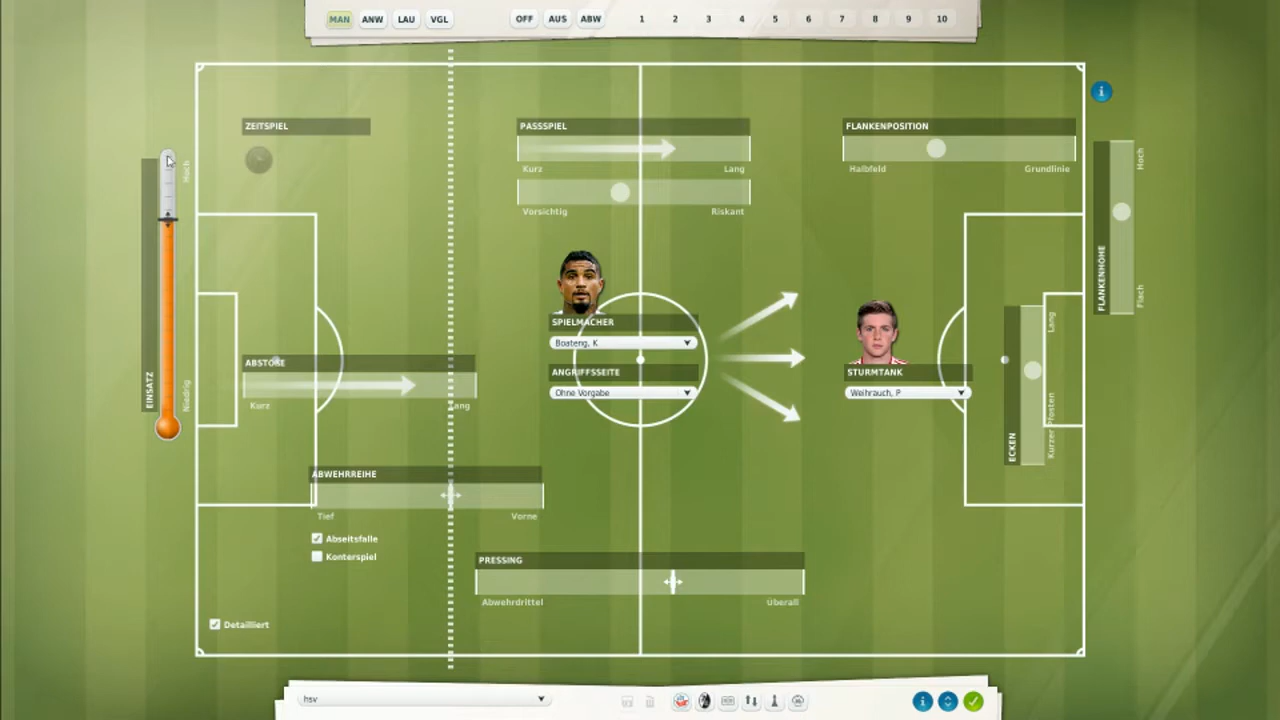 MAN ANW LAU VGL OFF AUS ABW 1 2 3 4 5 6 7 8 9 10
ZEITSPIEL
PASSSPIEL
Kurz Lang
Vorsichtig Riskant
FLANKENPOSITION
Halbfeld Grundlinie
EINSATZ
Hoch
Niedrig
FLANKENHÖHE
Hoch
Flach
SPIELMACHER
Boateng, K
ANGRIFFSSEITE
Ohne Vorgabe
STURMTANK
Weihrauch, P
ABSTÖßE
Kurz Lang
ECKEN
Lang
Kurzer Pfosten
ABWEHRREIHE
Tief Vorne
Abseitsfalle
Konterspiel
PRESSING
Abwehrdrittel Überall
Detailliert
hsv